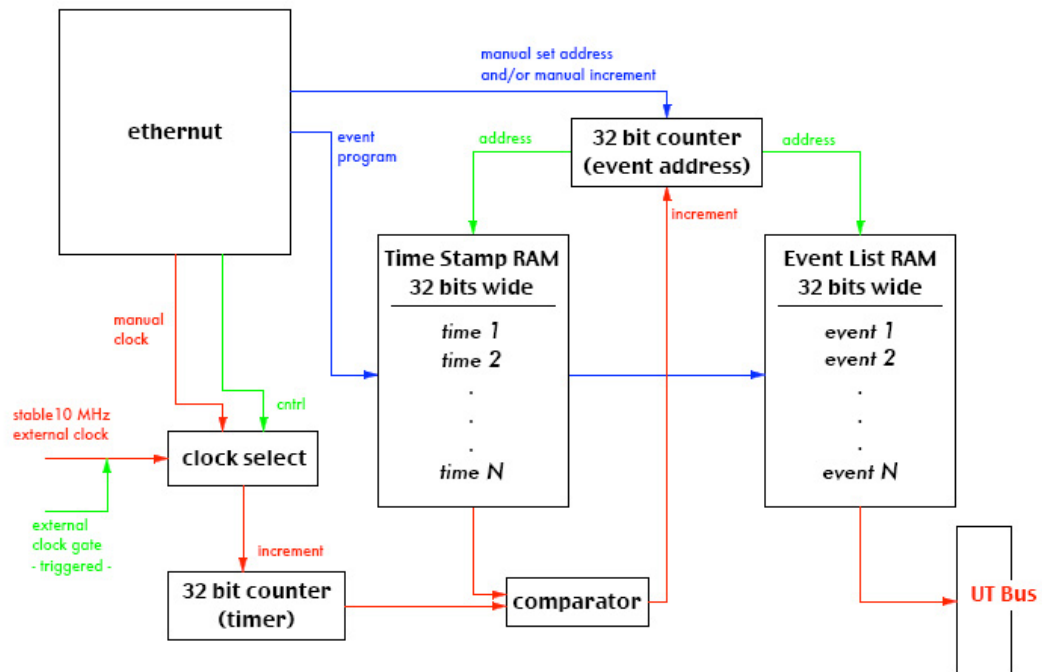 manual set address
and/or manual increment
ethernut
event
program
address
32 bit counter
(event address)
address
increment
Time Stamp RAM
32 bits wide
time 1
time 2
.
.
.
time N
Event List RAM
32 bits wide
event 1
event 2
.
.
.
event N
manual
clock
cntrl
stable10 MHz
external clock
clock select
external
clock gate
- triggered -
increment
32 bit counter
(timer)
comparator
UT Bus